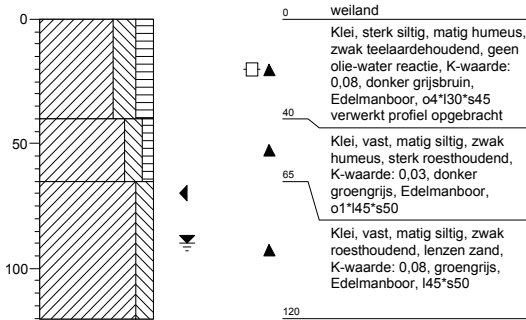 0
50
100
0
weiland
Klei, sterk siltig, matig humeus,
zwak teelaardehoudend, geen
olie-water reactie, K-waarde:
0,08, donker grijsbruin,
Edelmanboor, o4*l30*s45
verwerkt profiel opgebracht
40
Klei, vast, matig siltig, zwak
humeus, sterk roesthoudend,
K-waarde: 0,03, donker
groengrijs, Edelmanboor,
o1*l45*s50
65
Klei, vast, matig siltig, zwak
roesthoudend, lenzen zand,
K-waarde: 0,08, groengrijs,
Edelmanboor, l45*s50
120